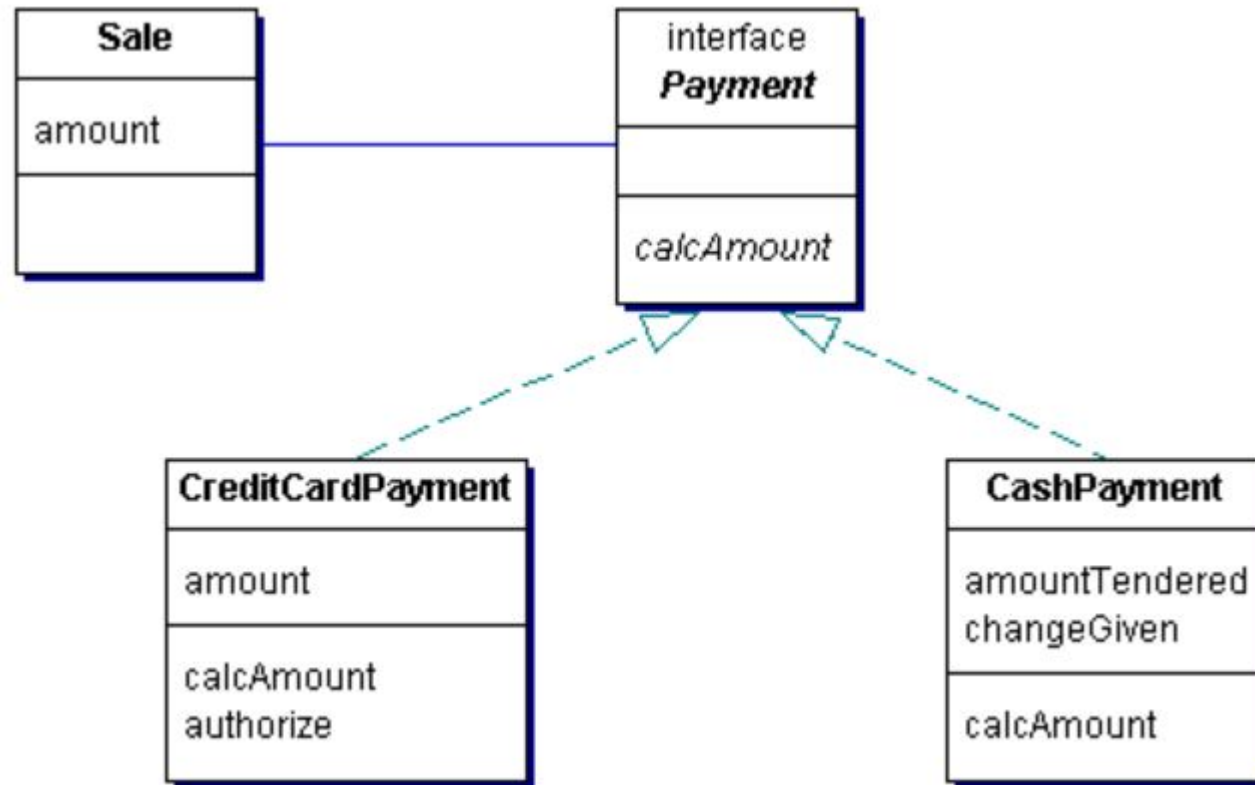 Sale
amount
interface
Payment
calcAmount
CreditCardPayment
amount
calcAmount
authorize
CashPayment
amountTendered
changeGiven
calcAmount